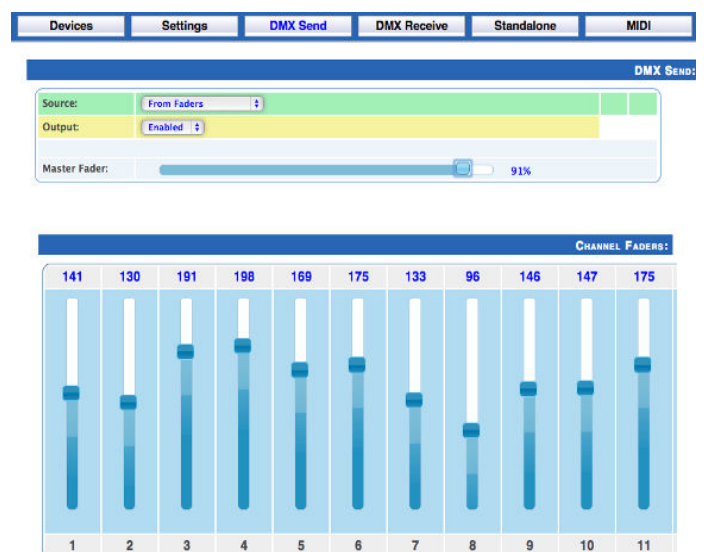 Devices Settings DMX Send DMX Receive Standalone MIDI
DMX SEND:
Source: From Faders
Output: Enabled
Master Fader: 91%
CHANNEL FADERS:
141 130 191 198 169 175 133 96 146 147 175
1 2 3 4 5 6 7 8 9 10 11